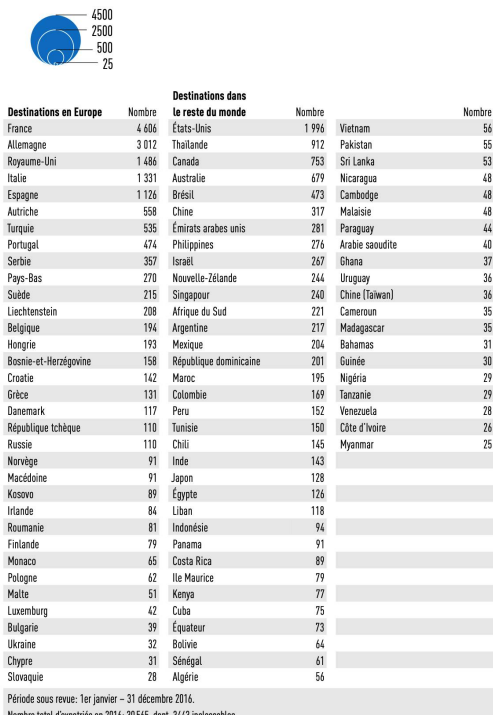 4500
2500
500
25
Destinations en Europe Nombre
France 4 606
Allemagne 3 012
Royaume-Uni 1 486
Italie 1 331
Espagne 1 126
Autriche 558
Turquie 535
Portugal 474
Serbie 357
Pays-Bas 270
Suède 215
Liechtenstein 208
Belgique 194
Hongrie 193
Bosnie-et-Herzégovine 158
Croatie 142
Grèce 131
Danemark 117
République tchèque 110
Russie 110
Norvège 91
Macédoine 91
Kosovo 89
Irlande 84
Roumanie 81
Finlande 79
Monaco 65
Pologne 62
Malte 51
Luxemburg 42
Bulgarie 39
Ukraine 32
Chypre 31
Slovaquie 28
Destinations dans
le reste du monde Nombre
États-Unis 1 996
Thaïlande 912
Canada 753
Australie 679
Brésil 473
Chine 317
Émirats arabes unis 281
Philippines 276
Israël 267
Nouvelle-Zélande 244
Singapour 240
Afrique du Sud 221
Argentine 217
Mexique 204
République dominicaine 201
Maroc 195
Colombie 169
Peru 152
Tunisie 150
Chili 145
Inde 143
Japon 128
Égypte 126
Liban 118
Indonésie 94
Panama 91
Costa Rica 89
Ile Maurice 79
Kenya 77
Cuba 75
Équateur 73
Bolivie 64
Sénégal 61
Algérie 56
Nombre
Vietnam 56
Pakistan 55
Sri Lanka 53
Nicaragua 48
Cambodge 48
Malaisie 48
Paraguay 44
Arabie saoudite 40
Ghana 37
Uruguay 36
Chine (Taïwan) 36
Cameroun 35
Madagascar 35
Bahamas 31
Guinée 30
Nigéria 29
Tanzanie 29
Venezuela 28
Côte d'Ivoire 26
Myanmar 25
Période sous revue: 1er janvier – 31 décembre 2016.